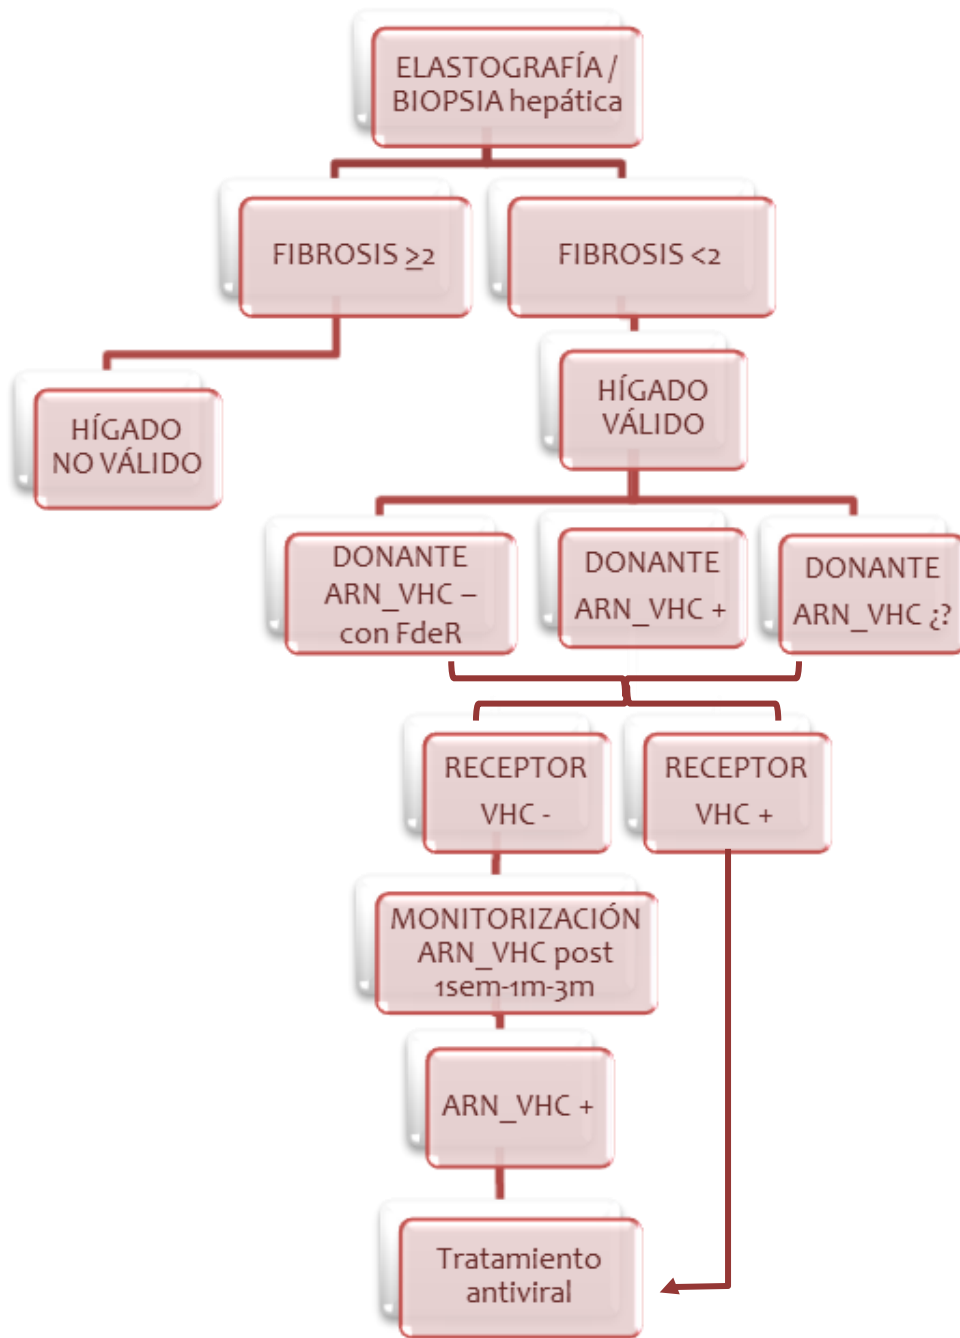 ELASTOGRAFÍA /
BIOPSIA hepática
FIBROSIS ≥2
FIBROSIS <2
HÍGADO
NO VÁLIDO
HÍGADO
VÁLIDO
DONANTE
ARN_VHC –
con FdeR
DONANTE
ARN_VHC +
DONANTE
ARN_VHC ¿?
RECEPTOR
VHC -
RECEPTOR
VHC +
MONITORIZACIÓN
ARN_VHC post
1sem-1m-3m
ARN_VHC +
Tratamiento
antiviral